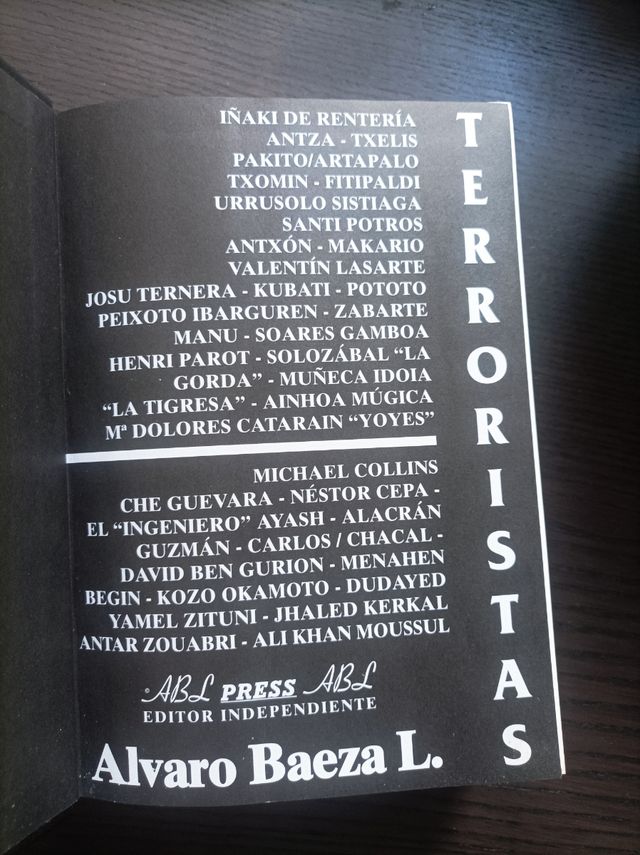 IÑAKI DE RENTERÍA
ANTZA - TXELIS
PAKITO/ARTAPALO
TXOMIN - FITIPALDI
URRUSOLO SISTIAGA
SANTI POTROS
ANTXÓN - MAKARIO
VALENTÍN LASARTE
JOSU TERNERA - KUBATI - POTOTO
PEIXOTO IBARGUREN - ZABARTE
MANU - SOARES GAMBOA
HENRI PAROT - SOLOZÁBAL “LA
GORDA” - MUÑECA IDOIA
“LA TIGRESA” - AINHOA MÚGICA
Mª DOLORES CATARAIN “YOYES”
MICHAEL COLLINS
CHE GUEVARA - NÉSTOR CEPA -
EL “INGENIERO” AYASH - ALACRÁN
GUZMÁN - CARLOS / CHACAL -
DAVID BEN GURION - MENAHEN
BEGIN - KOZO OKAMOTO - DUDAYED
YAMEL ZITUNI - JHALED KERKAL
ANTAR ZOUABRI - ALI KHAN MOUSSUL
© ABL PRESS ABL
EDITOR INDEPENDIENTE
Alvaro Baeza L.
TERRORISTAS